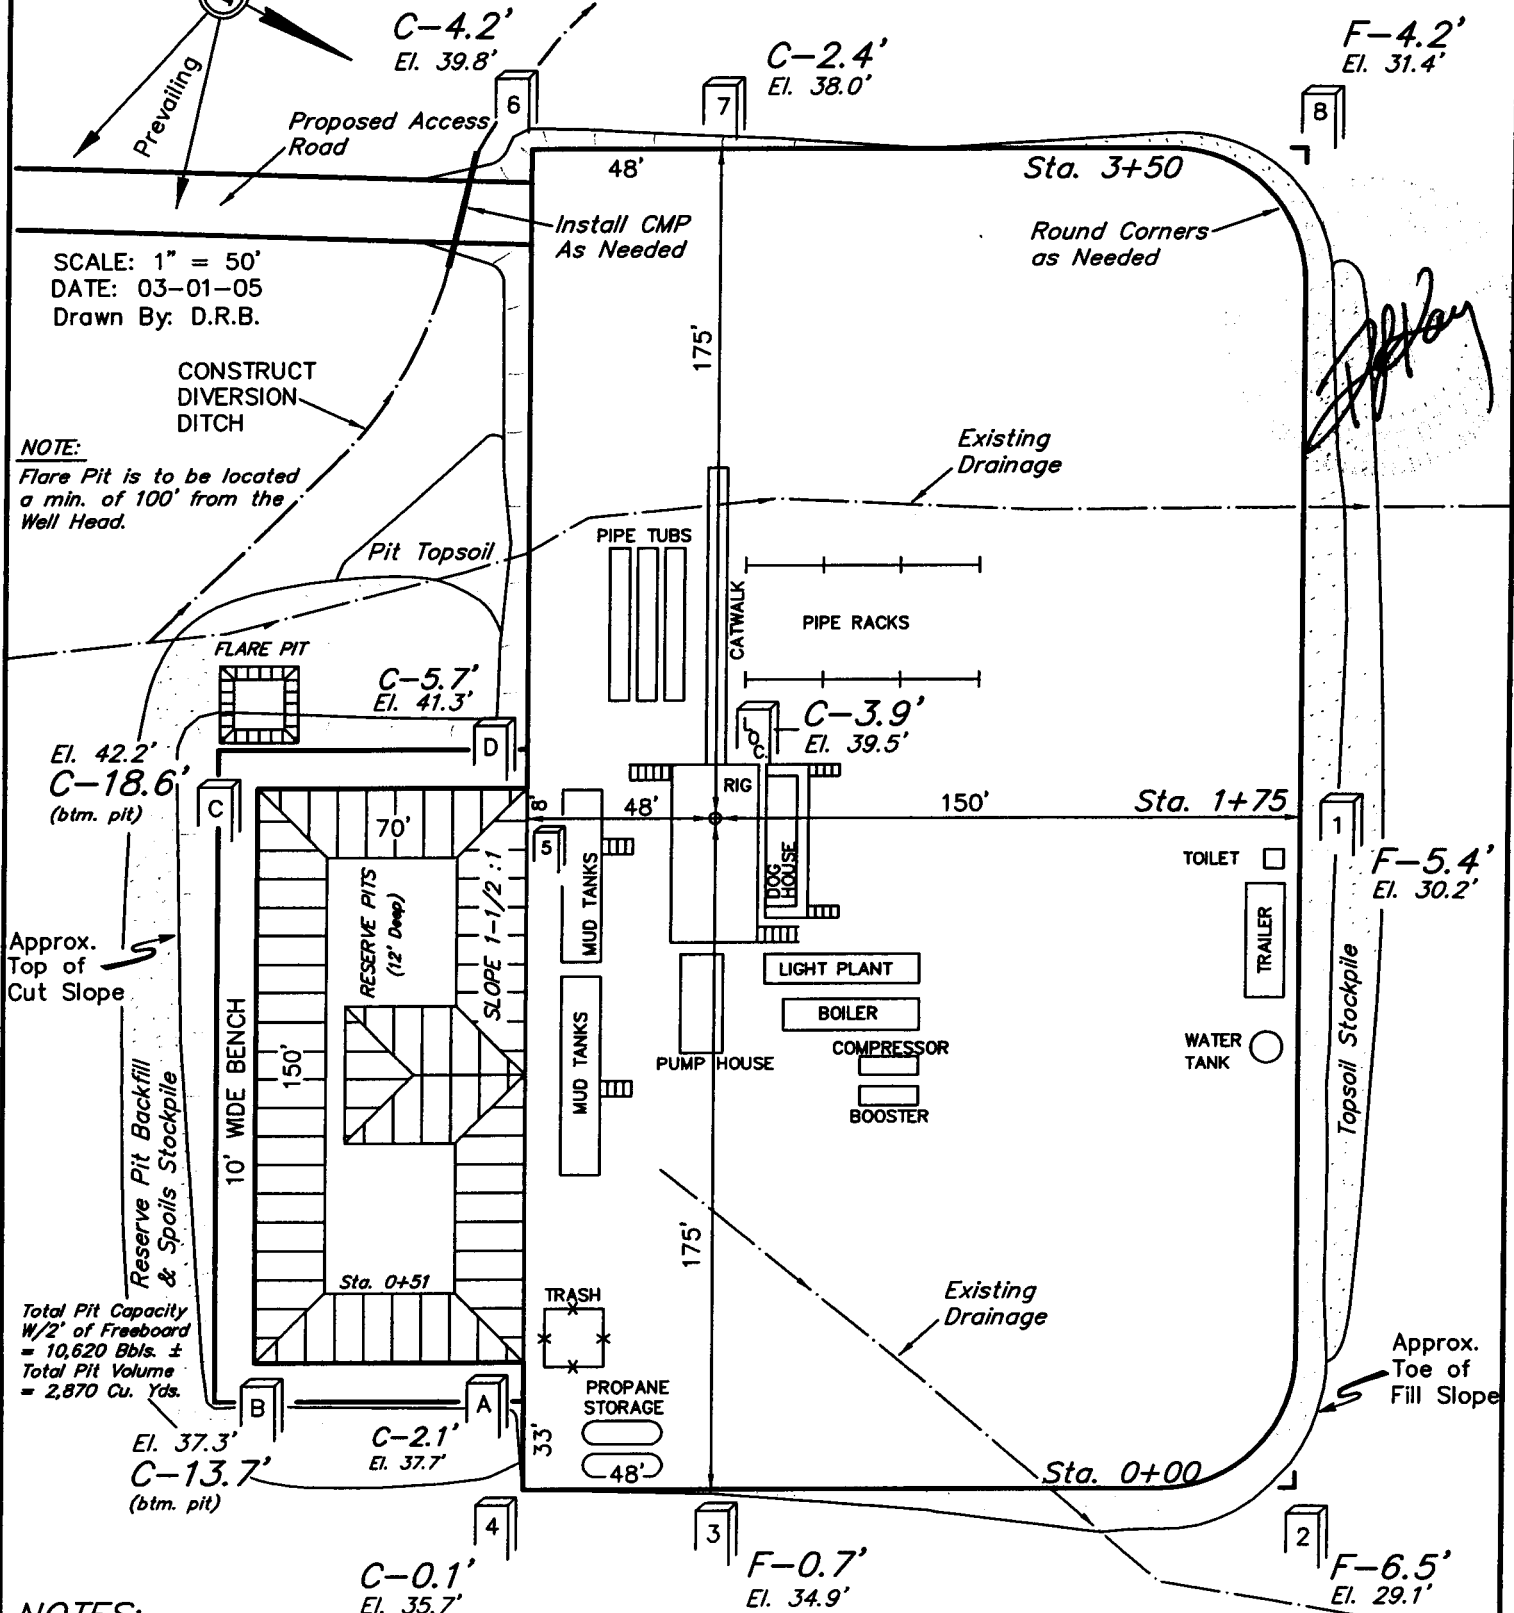 C-4.2'
El. 39.8'
C-2.4'
El. 38.0'
F-4.2'
El. 31.4'
6
7
8
Prevailing
Proposed Access
Road
48'
Sta. 3+50
Install CMP
As Needed
Round Corners
as Needed
SCALE: 1" = 50'
DATE: 03-01-05
Drawn By: D.R.B.
175'
CONSTRUCT
DIVERSION
DITCH
NOTE:
Flare Pit is to be located
a min. of 100' from the
Well Head.
Existing
Drainage
Pit Topsoil
PIPE TUBS
CATWALK
PIPE RACKS
FLARE PIT
C-5.7'
El. 41.3'
D
LOC.
C-3.9'
El. 39.5'
El. 42.2'
C-18.6'
(btm. pit)
C
RIG
70'
8'
48'
150'
Sta. 1+75
1
5
TOILET
F-5.4'
El. 30.2'
RESERVE PITS
(12' Deep)
SLOPE 1-1/2 :1
MUD TANKS
DOG
HOUSE
TRAILER
Approx.
Top of
Cut Slope
LIGHT PLANT
BOILER
10' WIDE BENCH
150'
MUD TANKS
PUMP HOUSE
COMPRESSOR
BOOSTER
WATER
TANK
Topsoil Stockpile
Reserve Pit Backfill
& Spoils Stockpile
175'
Sta. 0+51
TRASH
Existing
Drainage
Total Pit Capacity
W/2' of Freeboard
= 10,620 Bbls. ±
Total Pit Volume
= 2,870 Cu. Yds.
Approx.
Toe of
Fill Slope
B
A
PROPANE
STORAGE
El. 37.3'
C-13.7'
(btm. pit)
C-2.1'
El. 37.7'
33'
48'
Sta. 0+00
4
3
2
C-0.1'
El. 35.7'
F-0.7'
El. 34.9'
F-6.5'
El. 29.1'
NOTES: